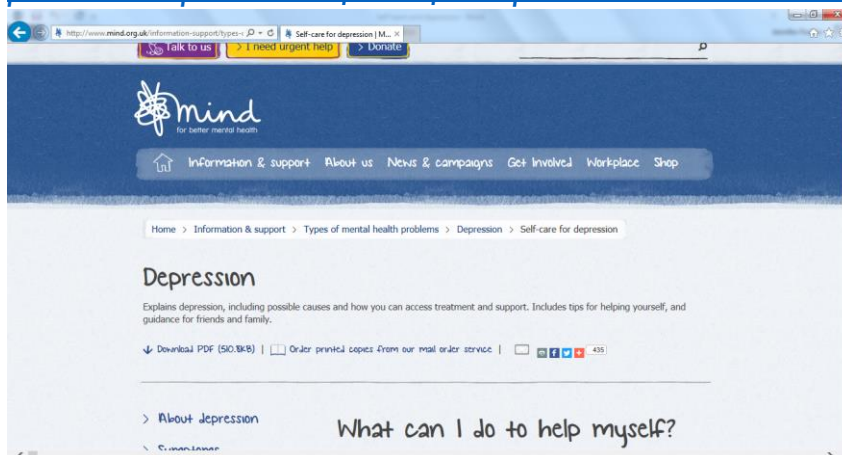 http://www.mind.org.uk/information-support/types-c
Self-care for depression | M...
Talk to us
> I need urgent help
> Donate
mind
for better mental health
Information & support About us News & campaigns Get Involved Workplace Shop
Home > Information & support > Types of mental health problems > Depression > Self-care for depression
Depression
Explains depression, including possible causes and how you can access treatment and support. Includes tips for helping yourself, and
guidance for friends and family.
Download PDF (510.8KB) | Order printed copies from our mail order service | 435
> About depression
What can I do to help myself?